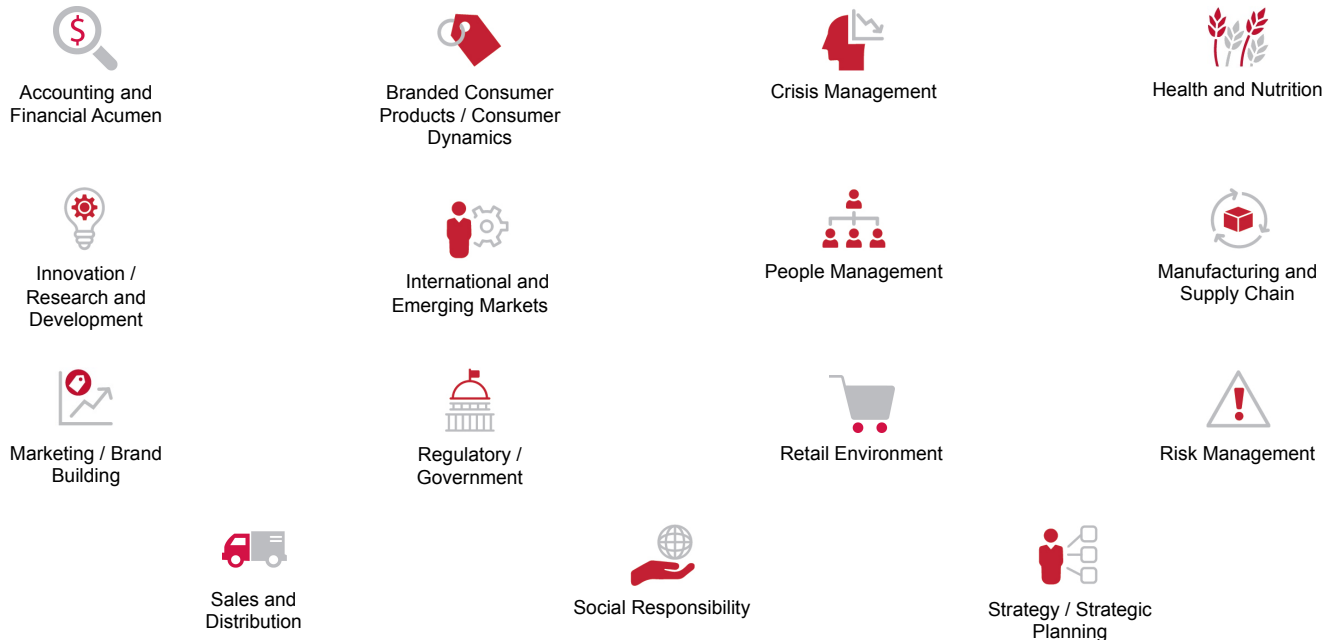 $
Accounting and
Financial Acumen
Branded Consumer
Products / Consumer
Dynamics
Crisis Management
Health and Nutrition
Innovation /
Research and
Development
International and
Emerging Markets
People Management
Manufacturing and
Supply Chain
Marketing / Brand
Building
Regulatory /
Government
Retail Environment
!
Risk Management
Sales and
Distribution
Social Responsibility
Strategy / Strategic
Planning